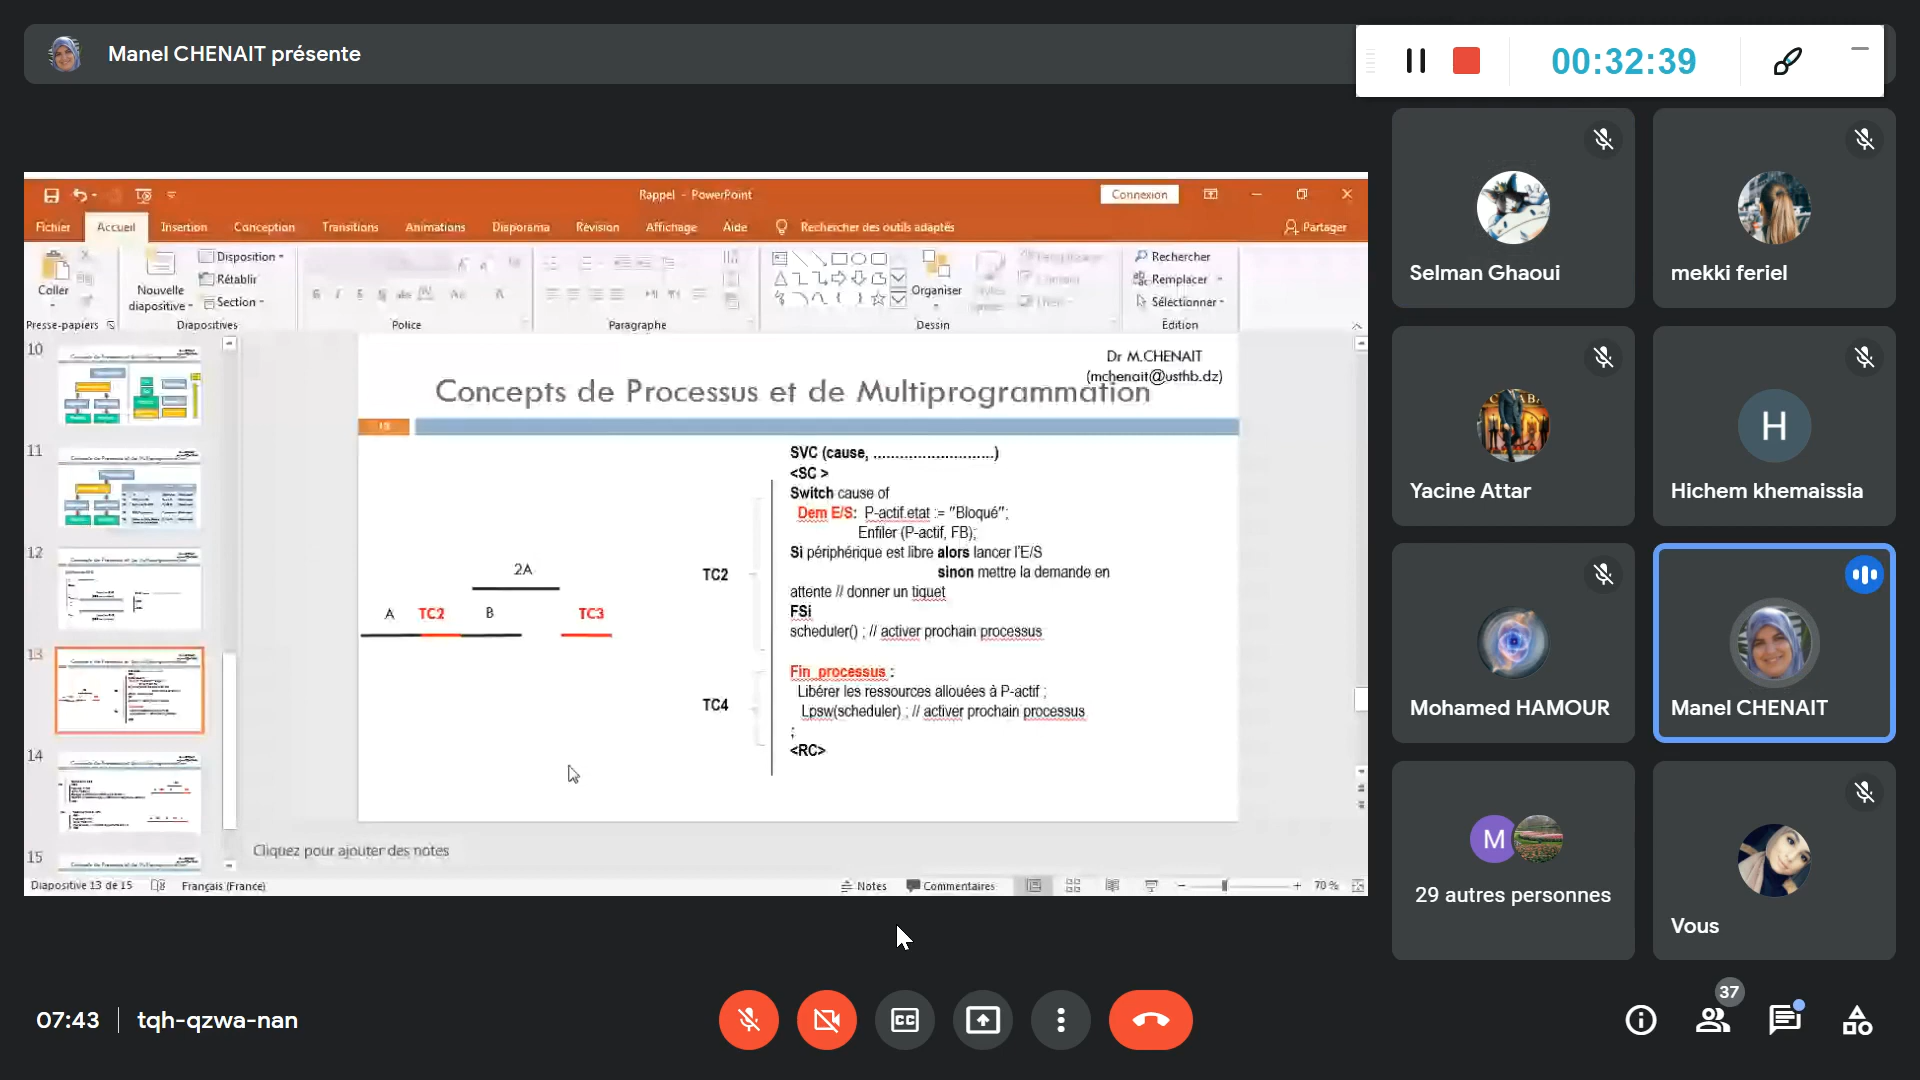 Manel CHENAIT présente
00:32:39
Rappel - PowerPoint
Connexion
Fichier
Accueil
Insertion
Conception
Transitions
Animations
Diaporama
Révision
Affichage
Aide
Rechercher des outils adaptés
Partager
Coller
Nouvelle
diapositive
Disposition
Rétablir
Section
Organiser
Rechercher
Remplacer
Sélectionner
Presse-papiers
Diapositives
Police
Paragraphe
Dessin
Édition
10
11
12
13
14
15
Dr M.CHENAIT
(mchenait@usthb.dz)
Concepts de Processus et de Multiprogrammation
SVC (cause, ............................)
<SC >
Switch cause of
Dem E/S: P-actif.etat := "Bloqué";
Enfiler (P-actif, FB);
Si périphérique est libre alors lancer l'E/S
sinon mettre la demande en
attente // donner un tiquet
FSi
scheduler() ; // activer prochain processus
Fin_processus :
Libérer les ressources allouées à P-actif ;
Lpsw(scheduler) ; // activer prochain processus
;
<RC>
TC2
TC4
2A
A TC2 B TC3
Cliquez pour ajouter des notes
Diapositive 13 de 15
Français (France)
Notes
Commentaires
70 %
Selman Ghaoui
mekki feriel
Yacine Attar
H
Hichem khemaissia
Mohamed HAMOUR
Manel CHENAIT
M
29 autres personnes
Vous
07:43
tqh-qzwa-nan
CC
37